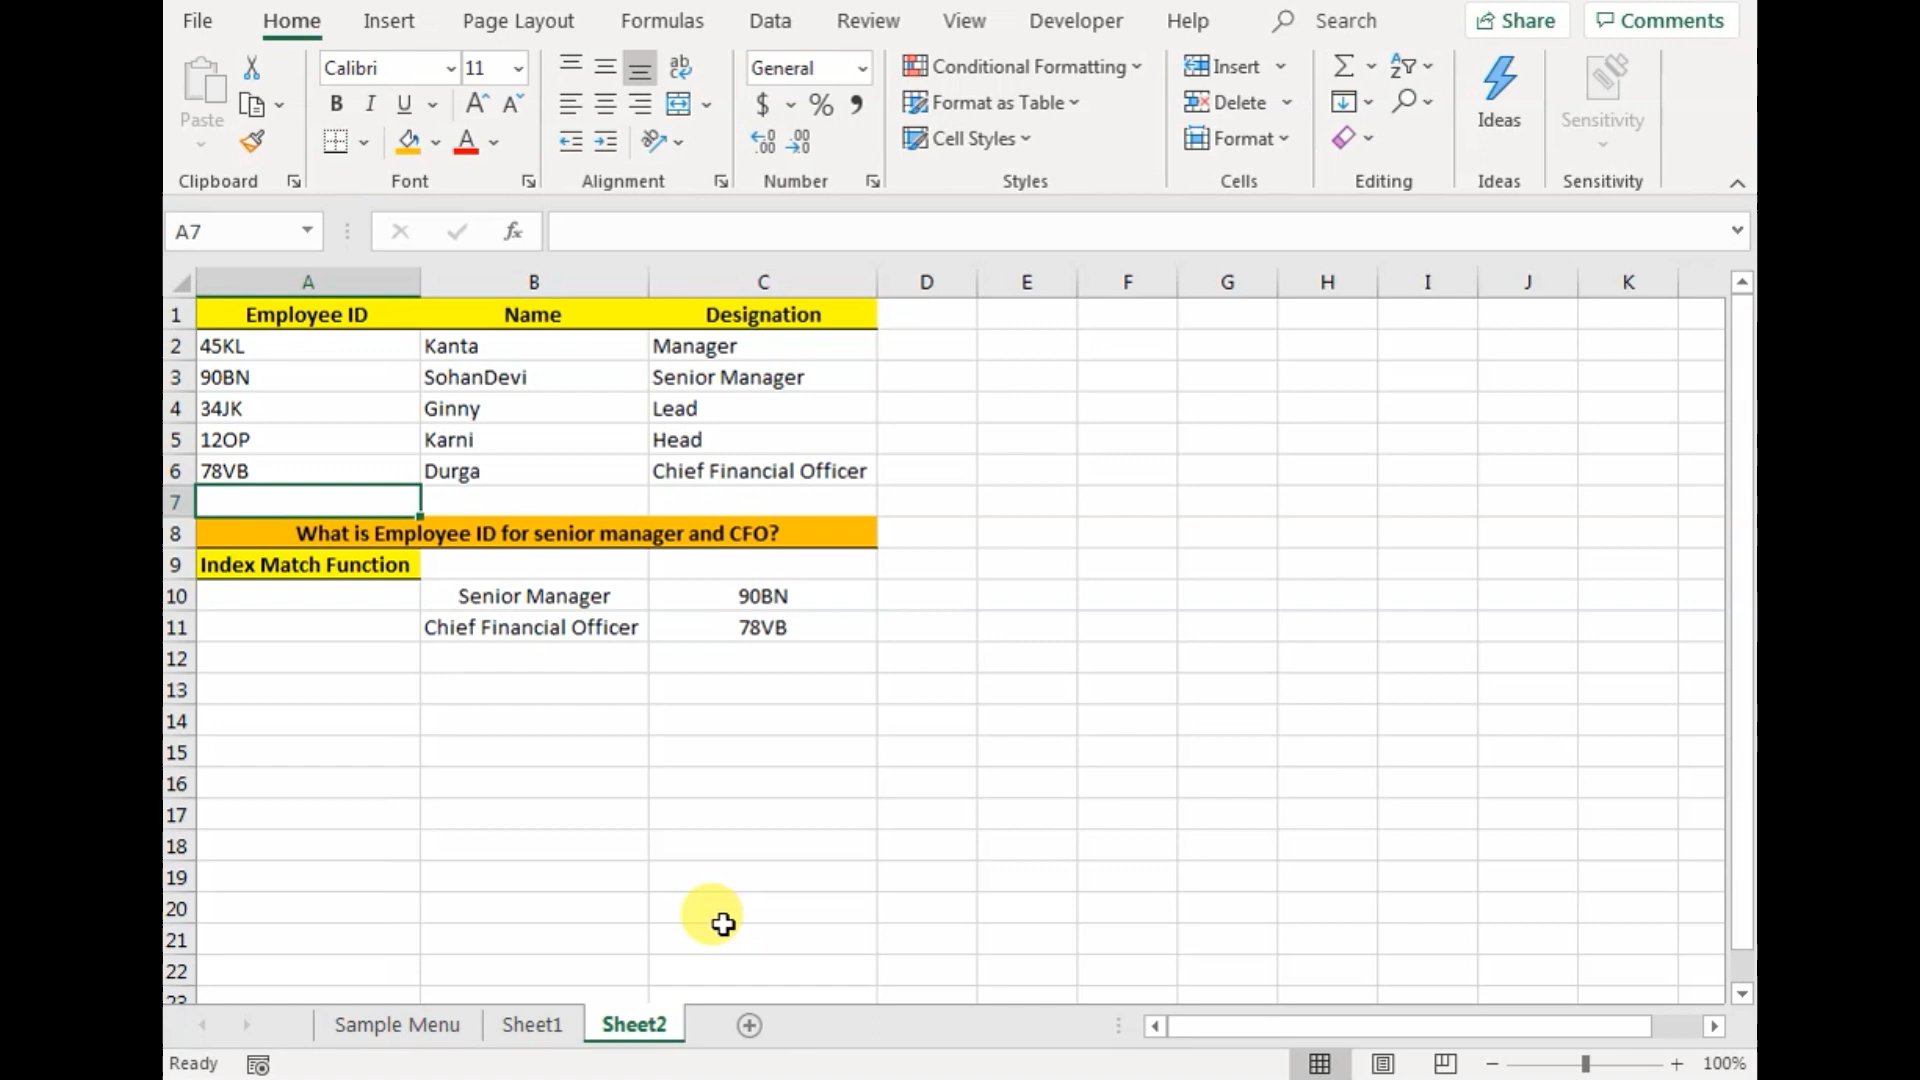 File Home Insert Page Layout Formulas Data Review View Developer Help Search Share Comments
Paste
Calibri 11
B I U A A
A
ab
General
$ % ,
.00 .00
Conditional Formatting
Format as Table
Cell Styles
Insert
Delete
Format
Ideas
Sensitivity
Clipboard Font Alignment Number Styles Cells Editing Ideas Sensitivity
A7 fx
A B C D E F G H I J K
1 Employee ID Name Designation
2 45KL Kanta Manager
3 90BN SohanDevi Senior Manager
4 34JK Ginny Lead
5 12OP Karni Head
6 78VB Durga Chief Financial Officer
7
8 What is Employee ID for senior manager and CFO?
9 Index Match Function
10 Senior Manager 90BN
11 Chief Financial Officer 78VB
12
13
14
15
16
17
18
19
20
21
22
23
Sample Menu Sheet1 Sheet2
Ready 100%